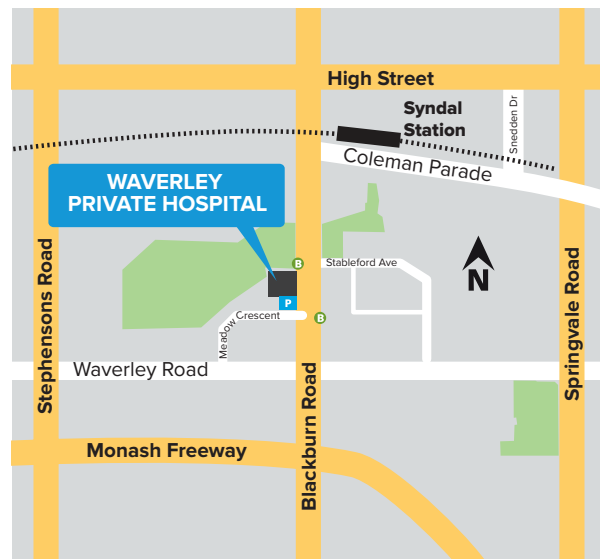 High Street
Syndal
Station
Snedden Dr
Coleman Parade
WAVERLEY
PRIVATE HOSPITAL
B
Stableford Ave
N
P
Meadow Crescent
B
Stephensons Road
Springvale Road
Waverley Road
Blackburn Road
Monash Freeway